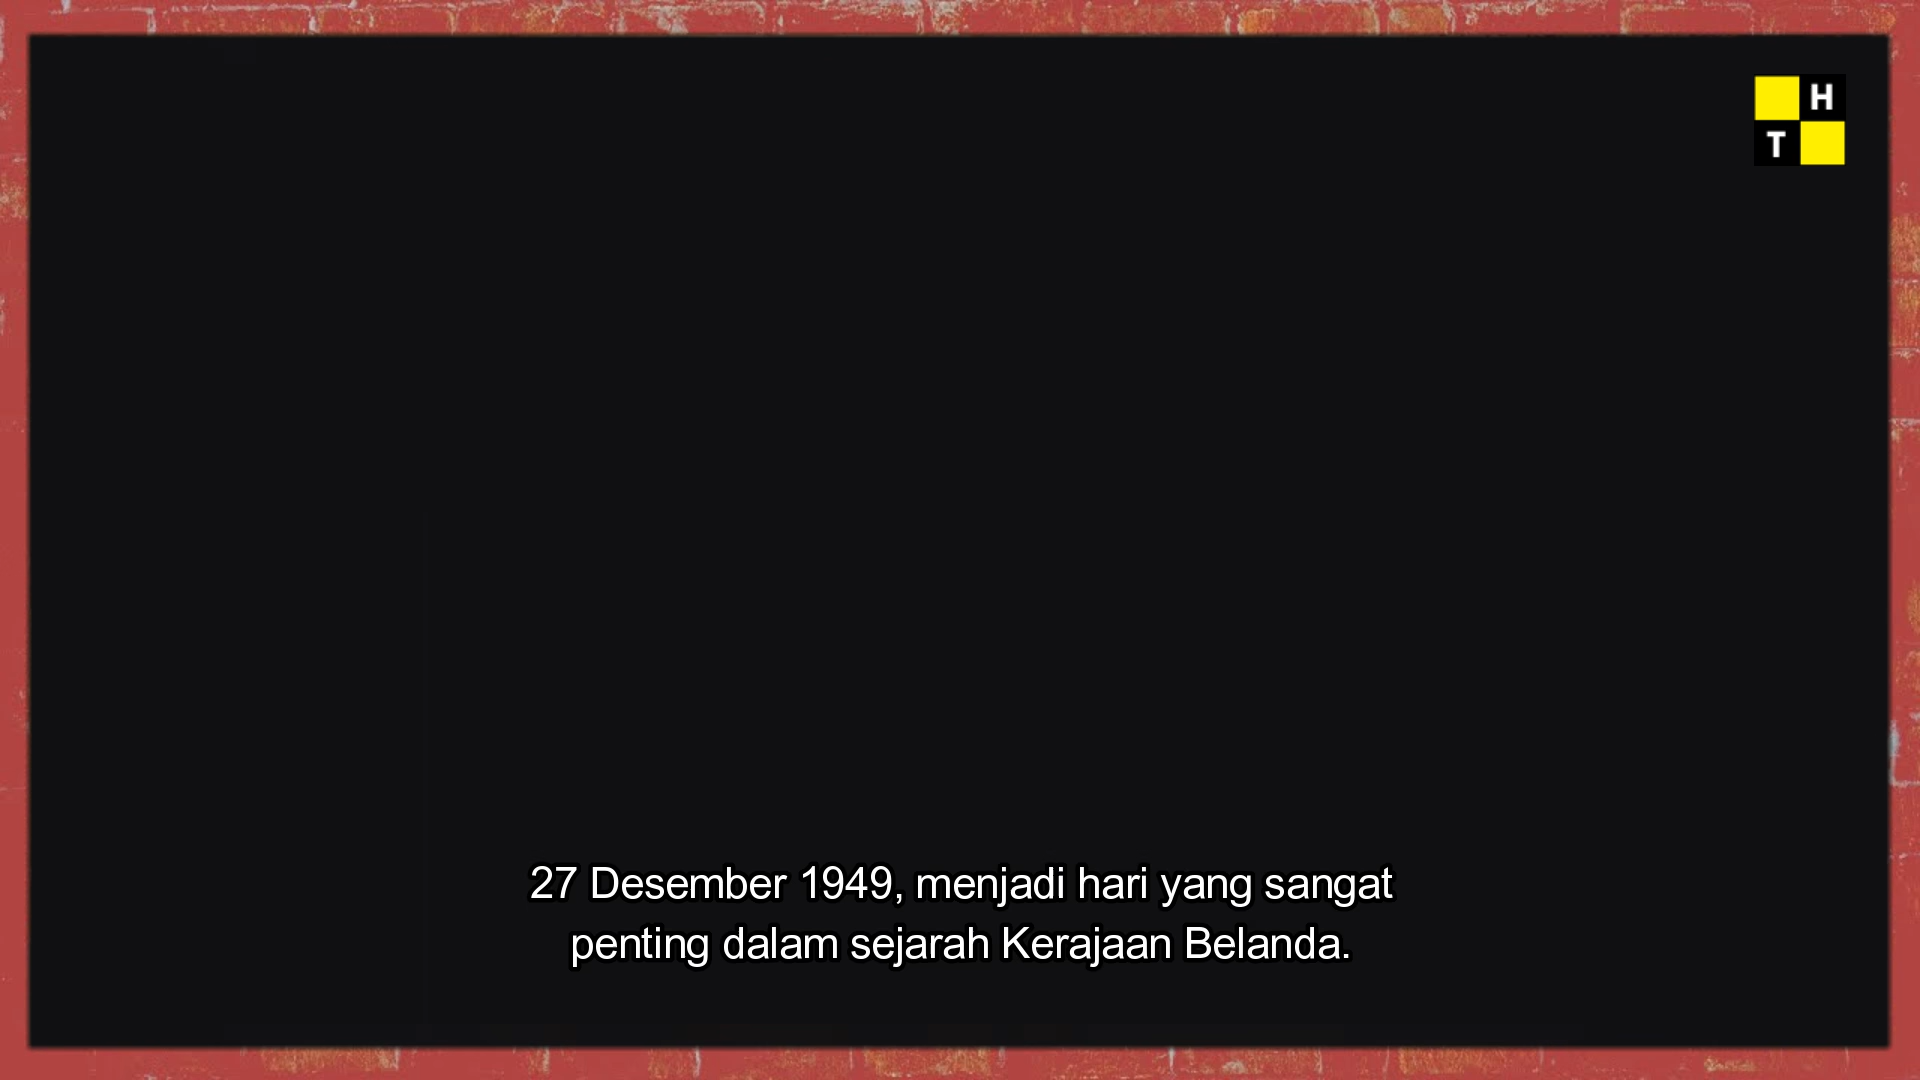 H
T
27 Desember 1949, menjadi hari yang sangat
penting dalam sejarah Kerajaan Belanda.